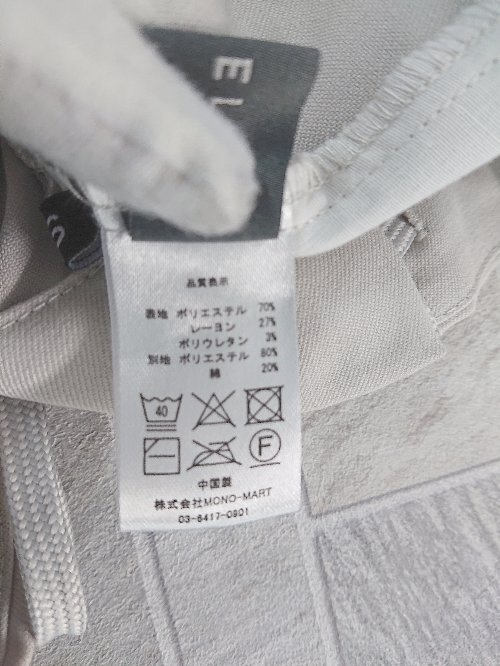 EL
S
品質表示
表地 ポリエステル 70%
レーヨン 27%
ポリウレタン 3%
別地 ポリエステル 80%
綿 20%
40
F
中国製
株式会社MONO-MART
03-6417-0901